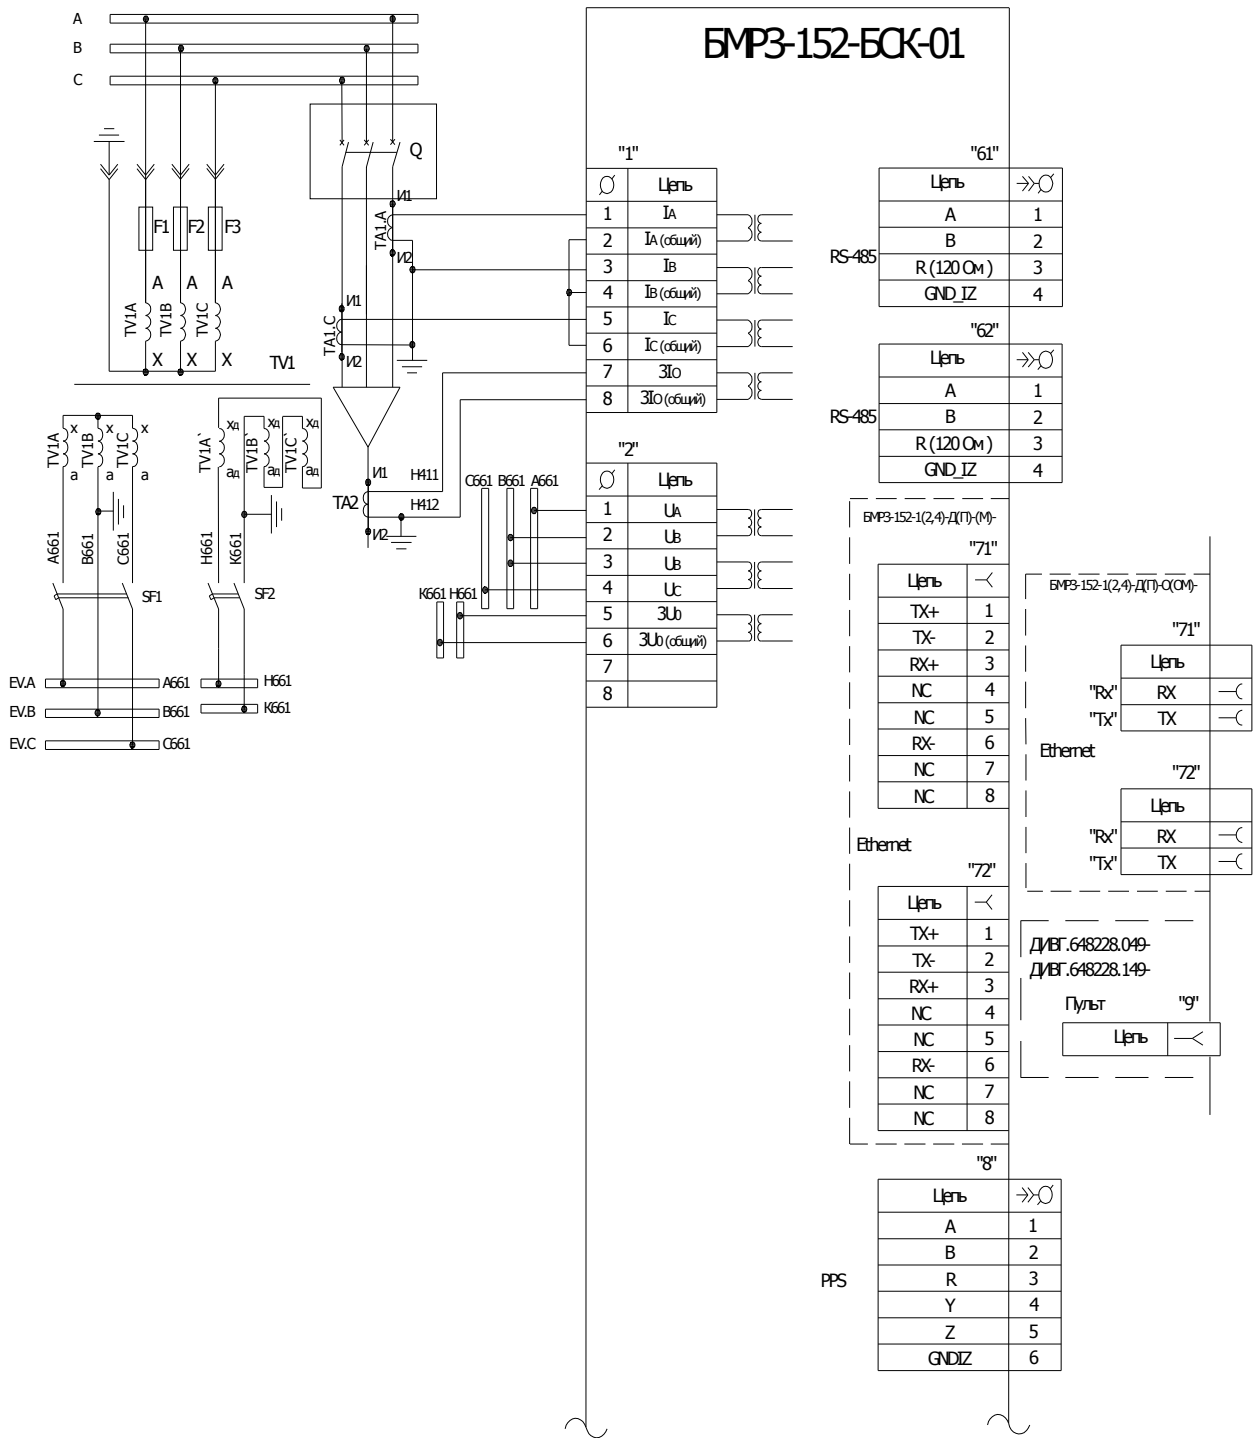 БМРЗ-152-БСК-01
A
B
C
Q
И1
TA1.A
И2
И1
TA1.C
И2
F1
F2
F3
A
A
A
TV1A
TV1B
TV1C
X
X
X
TV1
TV1A
TV1B
TV1C
x
x
x
a
a
a
TV1A`
TV1B`
TV1C`
xд
xд
xд
aд
aд
aд
A661
B661
C661
H661
K661
SF1
SF2
EV.A
A661
EV.B
B661
EV.C
C661
H661
K661
И1
H411
TA2
H412
И2
"1"
Цепь
1 IA
2 IA (общий)
3 IB
4 IB (общий)
5 IC
6 IC (общий)
7 3IO
8 3IO (общий)
"2"
C661 B661 A661
Цепь
1 UA
2 UB
3 UB
4 UC
K661 H661
5 3U0
6 3U0 (общий)
7
8
"61"
Цепь
A 1
B 2
RS-485
R (120 Ом) 3
GND_IZ 4
"62"
Цепь
A 1
B 2
RS-485
R (120 Ом) 3
GND_IZ 4
БМРЗ-152-1(2,4)-Д(П)-(М)-
"71"
Цепь
TX+ 1
TX- 2
RX+ 3
NC 4
NC 5
RX- 6
NC 7
NC 8
Ethernet
"72"
Цепь
TX+ 1
TX- 2
RX+ 3
NC 4
NC 5
RX- 6
NC 7
NC 8
БМРЗ-152-1(2,4)-Д(П)-О(ОМ)-
"71"
Цепь
"Rx" RX
"Tx" TX
Ethernet
"72"
Цепь
"Rx" RX
"Tx" TX
ДИВГ.648228.049-
ДИВГ.648228.149-
Пульт "9"
Цепь
"8"
Цепь
A 1
B 2
PPS
R 3
Y 4
Z 5
GNDIZ 6